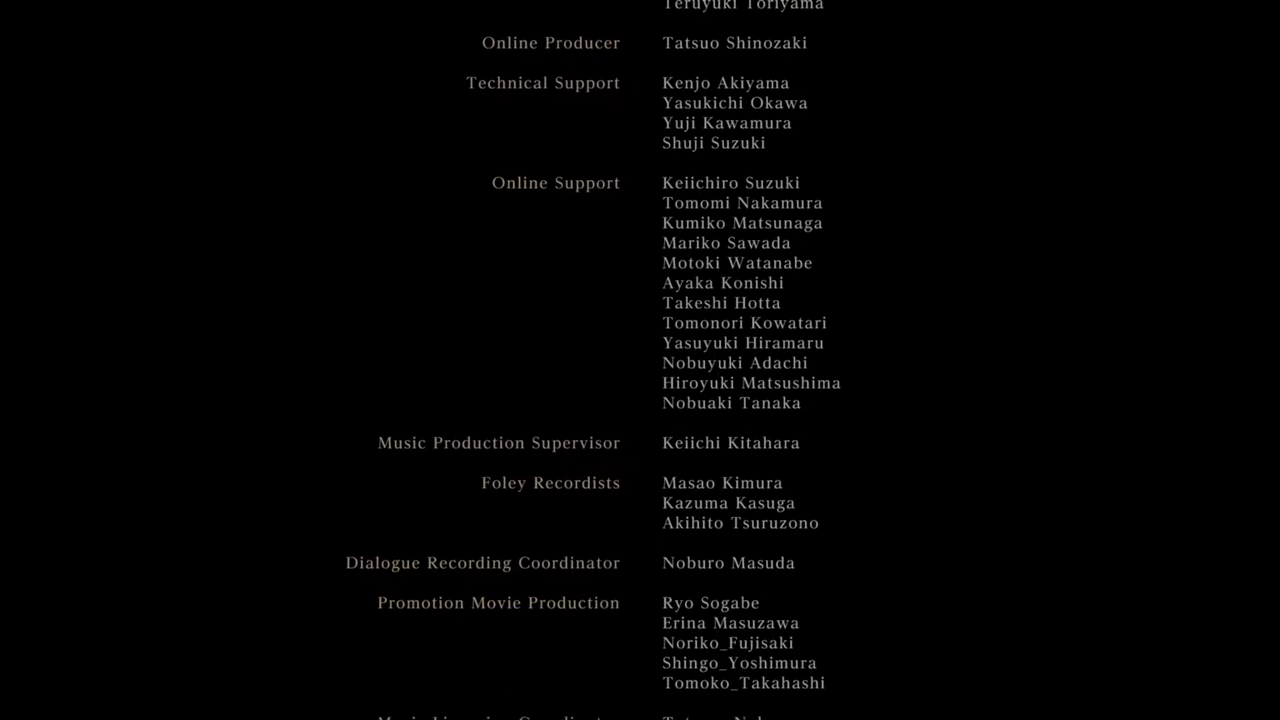 Teruyuki Toriyama
Online Producer Tatsuo Shinozaki
Technical Support Kenjo Akiyama
Yasukichi Okawa
Yuji Kawamura
Shuji Suzuki
Online Support Keiichiro Suzuki
Tomomi Nakamura
Kumiko Matsunaga
Mariko Sawada
Motoki Watanabe
Ayaka Konishi
Takeshi Hotta
Tomonori Kowatari
Yasuyuki Hiramaru
Nobuyuki Adachi
Hiroyuki Matsushima
Nobuaki Tanaka
Music Production Supervisor Keiichi Kitahara
Foley Recordists Masao Kimura
Kazuma Kasuga
Akihito Tsuruzono
Dialogue Recording Coordinator Noburo Masuda
Promotion Movie Production Ryo Sogabe
Erina Masuzawa
Noriko_Fujisaki
Shingo_Yoshimura
Tomoko_Takahashi